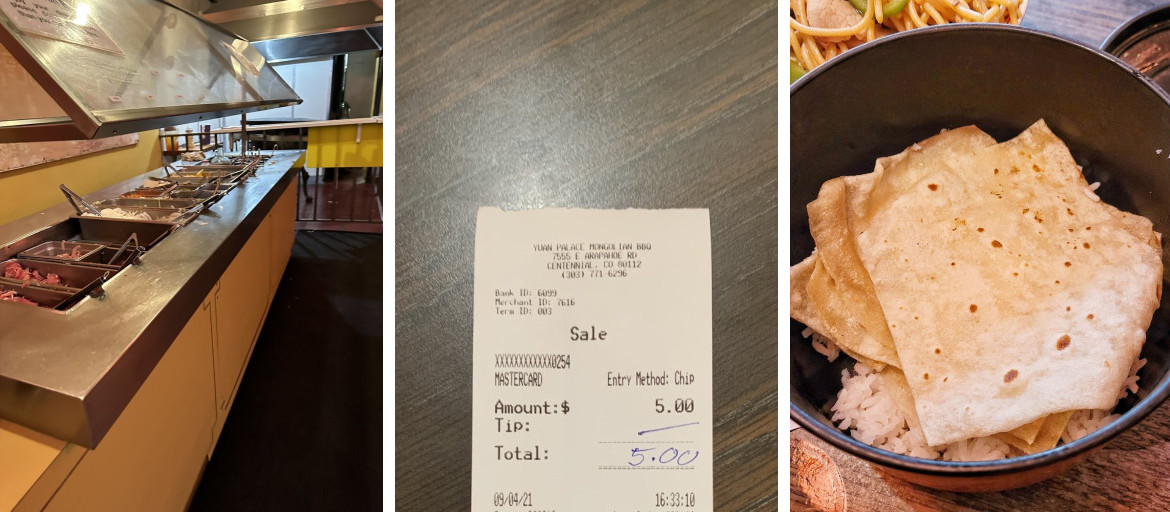 YUAN PALACE MONGOLIAN BBQ
7555 E ARAPAHOE RD
CENTENNIAL, CO 80112
(303) 771-6296
Bank ID: 6099
Merchant ID: 7616
Term ID: 003
Sale
XXXXXXXXXXXX0254
MASTERCARD Entry Method: Chip
Amount:$ 5.00
Tip:
Total: 5.00
09/04/21 16:33:10